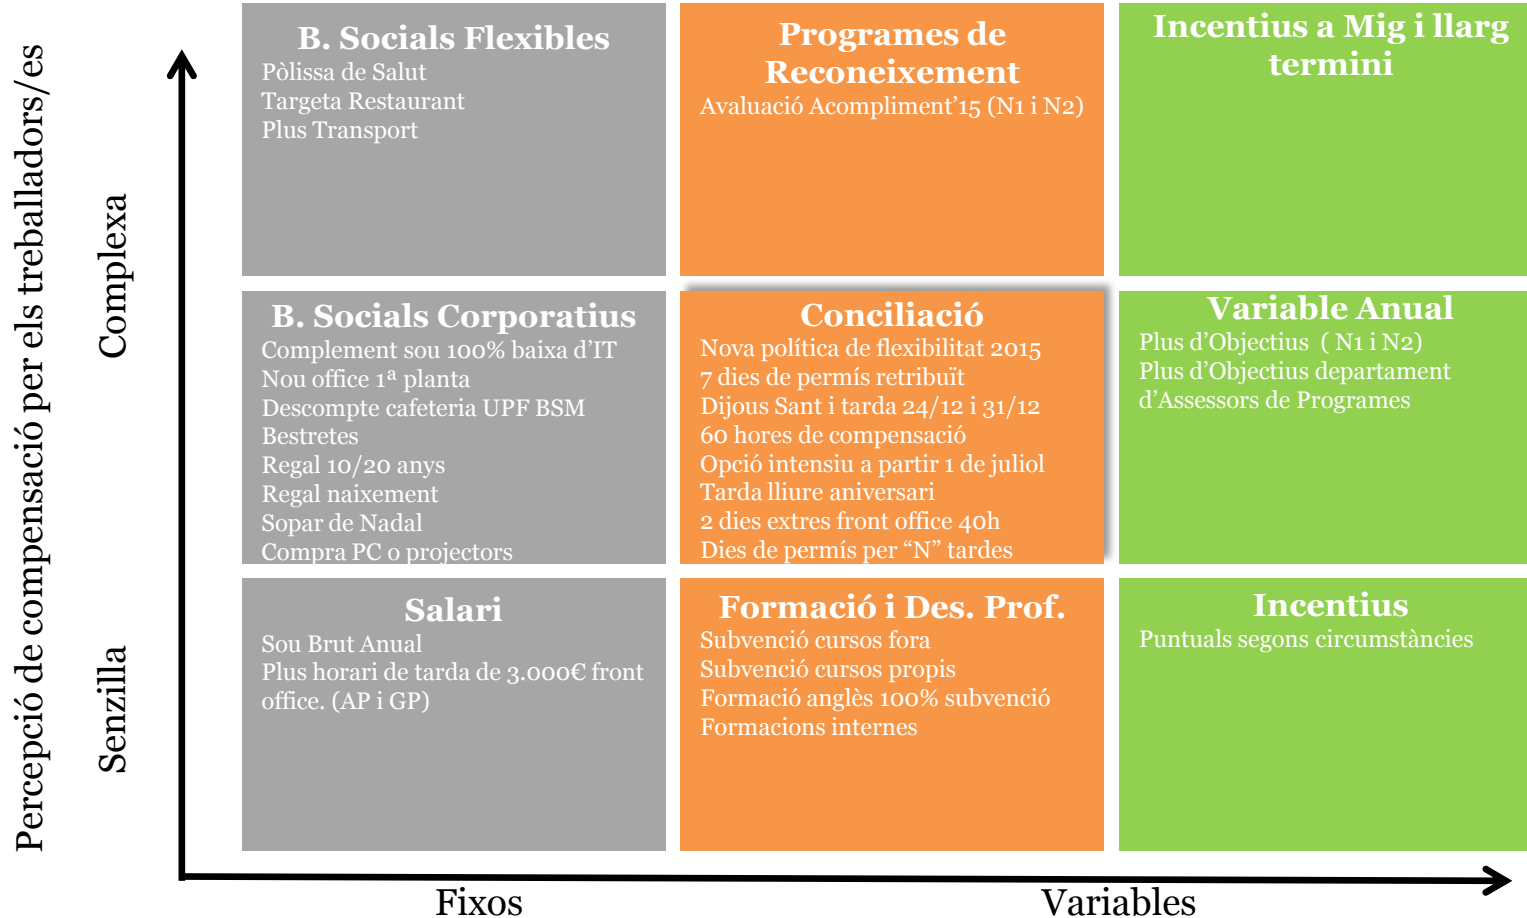 Percepció de compensació per els treballadors/es
Complexa
Senzilla
B. Socials Flexibles
Pòlissa de Salut
Targeta Restaurant
Plus Transport
Programes de
Reconeixement
Avaluació Acompliment’15 (N1 i N2)
Incentius a Mig i llarg
termini
B. Socials Corporatius
Complement sou 100% baixa d’IT
Nou office 1ª planta
Descompte cafeteria UPF BSM
Bestretes
Regal 10/20 anys
Regal naixement
Sopar de Nadal
Compra PC o projectors
Conciliació
Nova política de flexibilitat 2015
7 dies de permís retribuït
Dijous Sant i tarda 24/12 i 31/12
60 hores de compensació
Opció intensiu a partir 1 de juliol
Tarda lliure aniversari
2 dies extres front office 40h
Dies de permís per “N” tardes
Variable Anual
Plus d’Objectius ( N1 i N2)
Plus d’Objectius departament
d’Assessors de Programes
Salari
Sou Brut Anual
Plus horari de tarda de 3.000€ front
office. (AP i GP)
Formació i Des. Prof.
Subvenció cursos fora
Subvenció cursos propis
Formació anglès 100% subvenció
Formacions internes
Incentius
Puntuals segons circumstàncies
Fixos
Variables